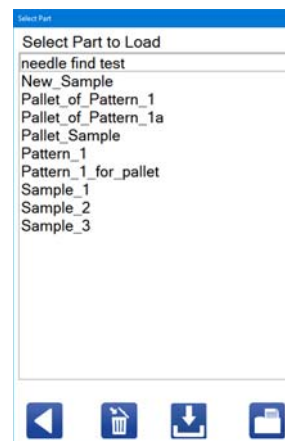 Select Part
Select Part to Load
needle find test
New_Sample
Pallet_of_Pattern_1
Pallet_of_Pattern_1a
Pallet_Sample
Pattern_1
Pattern_1_for_pallet
Sample_1
Sample_2
Sample_3